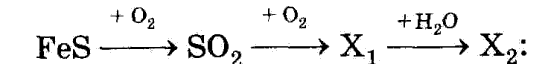 FeS + O₂ → SO₂ + O₂ → X₁ +H₂O → X₂: